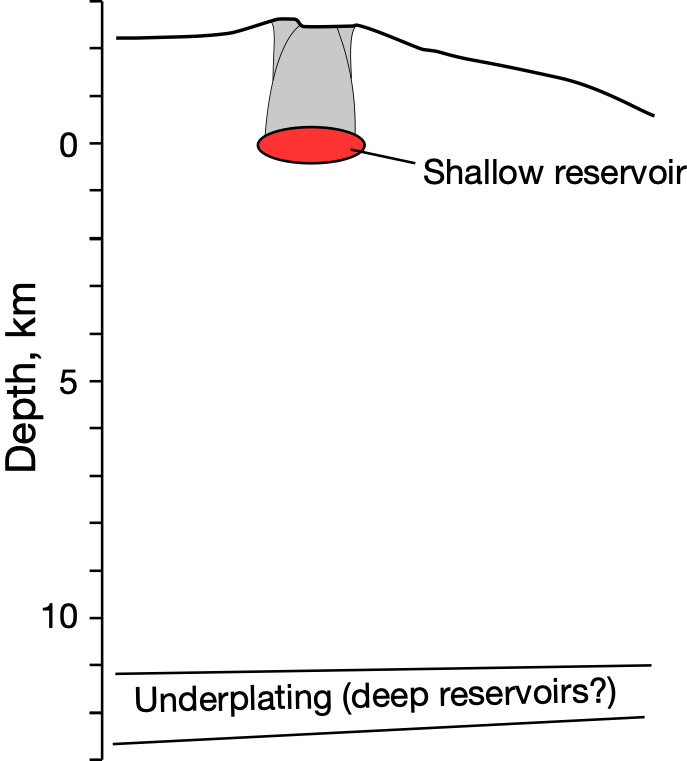 0
Shallow reservoir
Depth, km
5
10
Underplating (deep reservoirs?)